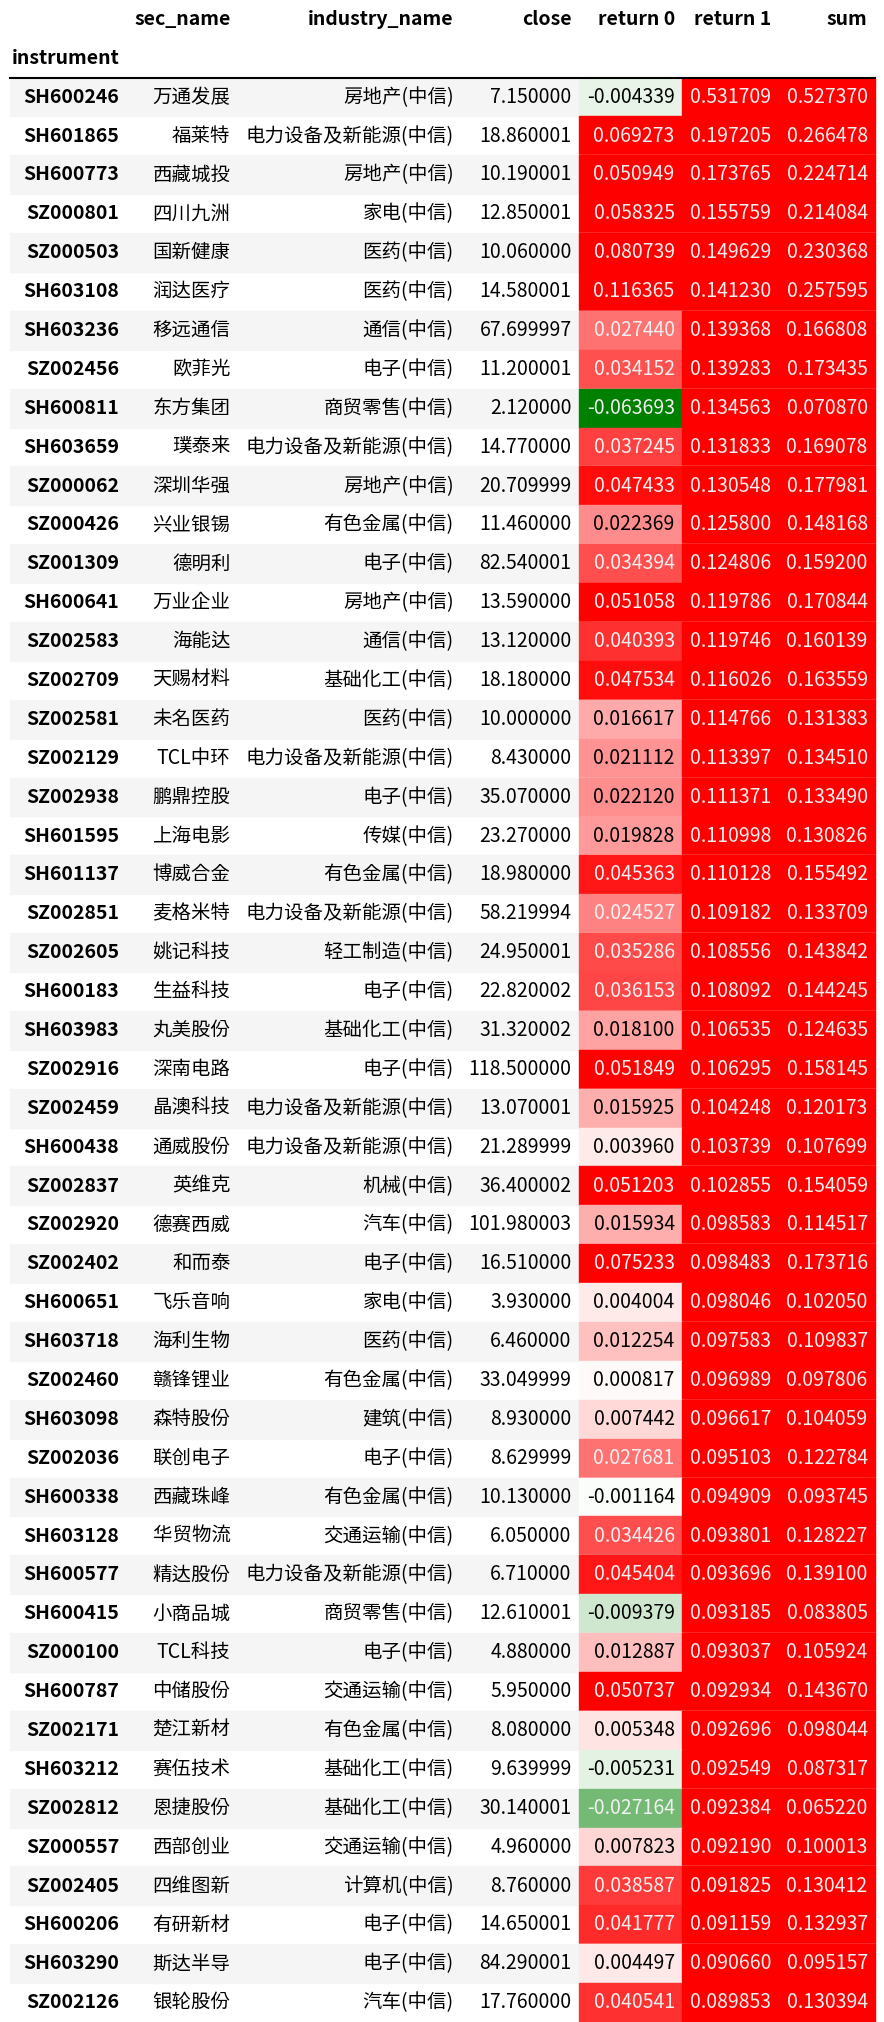 sec_name industry_name close return 0 return 1 sum
instrument
SH600246 万通发展 房地产(中信) 7.150000 -0.004339 0.531709 0.527370
SH601865 福莱特 电力设备及新能源(中信) 18.860001 0.069273 0.197205 0.266478
SH600773 西藏城投 房地产(中信) 10.190001 0.050949 0.173765 0.224714
SZ000801 四川九洲 家电(中信) 12.850001 0.058325 0.155759 0.214084
SZ000503 国新健康 医药(中信) 10.060000 0.080739 0.149629 0.230368
SH603108 润达医疗 医药(中信) 14.580001 0.116365 0.141230 0.257595
SH603236 移远通信 通信(中信) 67.699997 0.027440 0.139368 0.166808
SZ002456 欧菲光 电子(中信) 11.200001 0.034152 0.139283 0.173435
SH600811 东方集团 商贸零售(中信) 2.120000 -0.063693 0.134563 0.070870
SH603659 璞泰来 电力设备及新能源(中信) 14.770000 0.037245 0.131833 0.169078
SZ000062 深圳华强 房地产(中信) 20.709999 0.047433 0.130548 0.177981
SZ000426 兴业银锡 有色金属(中信) 11.460000 0.022369 0.125800 0.148168
SZ001309 德明利 电子(中信) 82.540001 0.034394 0.124806 0.159200
SH600641 万业企业 房地产(中信) 13.590000 0.051058 0.119786 0.170844
SZ002583 海能达 通信(中信) 13.120000 0.040393 0.119746 0.160139
SZ002709 天赐材料 基础化工(中信) 18.180000 0.047534 0.116026 0.163559
SZ002581 未名医药 医药(中信) 10.000000 0.016617 0.114766 0.131383
SZ002129 TCL中环 电力设备及新能源(中信) 8.430000 0.021112 0.113397 0.134510
SZ002938 鹏鼎控股 电子(中信) 35.070000 0.022120 0.111371 0.133490
SH601595 上海电影 传媒(中信) 23.270000 0.019828 0.110998 0.130826
SH601137 博威合金 有色金属(中信) 18.980000 0.045363 0.110128 0.155492
SZ002851 麦格米特 电力设备及新能源(中信) 58.219994 0.024527 0.109182 0.133709
SZ002605 姚记科技 轻工制造(中信) 24.950001 0.035286 0.108556 0.143842
SH600183 生益科技 电子(中信) 22.820002 0.036153 0.108092 0.144245
SH603983 丸美股份 基础化工(中信) 31.320002 0.018100 0.106535 0.124635
SZ002916 深南电路 电子(中信) 118.500000 0.051849 0.106295 0.158145
SZ002459 晶澳科技 电力设备及新能源(中信) 13.070001 0.015925 0.104248 0.120173
SH600438 通威股份 电力设备及新能源(中信) 21.289999 0.003960 0.103739 0.107699
SZ002837 英维克 机械(中信) 36.400002 0.051203 0.102855 0.154059
SZ002920 德赛西威 汽车(中信) 101.980003 0.015934 0.098583 0.114517
SZ002402 和而泰 电子(中信) 16.510000 0.075233 0.098483 0.173716
SH600651 飞乐音响 家电(中信) 3.930000 0.004004 0.098046 0.102050
SH603718 海利生物 医药(中信) 6.460000 0.012254 0.097583 0.109837
SZ002460 赣锋锂业 有色金属(中信) 33.049999 0.000817 0.096989 0.097806
SH603098 森特股份 建筑(中信) 8.930000 0.007442 0.096617 0.104059
SZ002036 联创电子 电子(中信) 8.629999 0.027681 0.095103 0.122784
SH600338 西藏珠峰 有色金属(中信) 10.130000 -0.001164 0.094909 0.093745
SH603128 华贸物流 交通运输(中信) 6.050000 0.034426 0.093801 0.128227
SH600577 精达股份 电力设备及新能源(中信) 6.710000 0.045404 0.093696 0.139100
SH600415 小商品城 商贸零售(中信) 12.610001 -0.009379 0.093185 0.083805
SZ000100 TCL科技 电子(中信) 4.880000 0.012887 0.093037 0.105924
SH600787 中储股份 交通运输(中信) 5.950000 0.050737 0.092934 0.143670
SZ002171 楚江新材 有色金属(中信) 8.080000 0.005348 0.092696 0.098044
SH603212 赛伍技术 基础化工(中信) 9.639999 -0.005231 0.092549 0.087317
SZ002812 恩捷股份 基础化工(中信) 30.140001 -0.027164 0.092384 0.065220
SZ000557 西部创业 交通运输(中信) 4.960000 0.007823 0.092190 0.100013
SZ002405 四维图新 计算机(中信) 8.760000 0.038587 0.091825 0.130412
SH600206 有研新材 电子(中信) 14.650001 0.041777 0.091159 0.132937
SH603290 斯达半导 电子(中信) 84.290001 0.004497 0.090660 0.095157
SZ002126 银轮股份 汽车(中信) 17.760000 0.040541 0.089853 0.130394